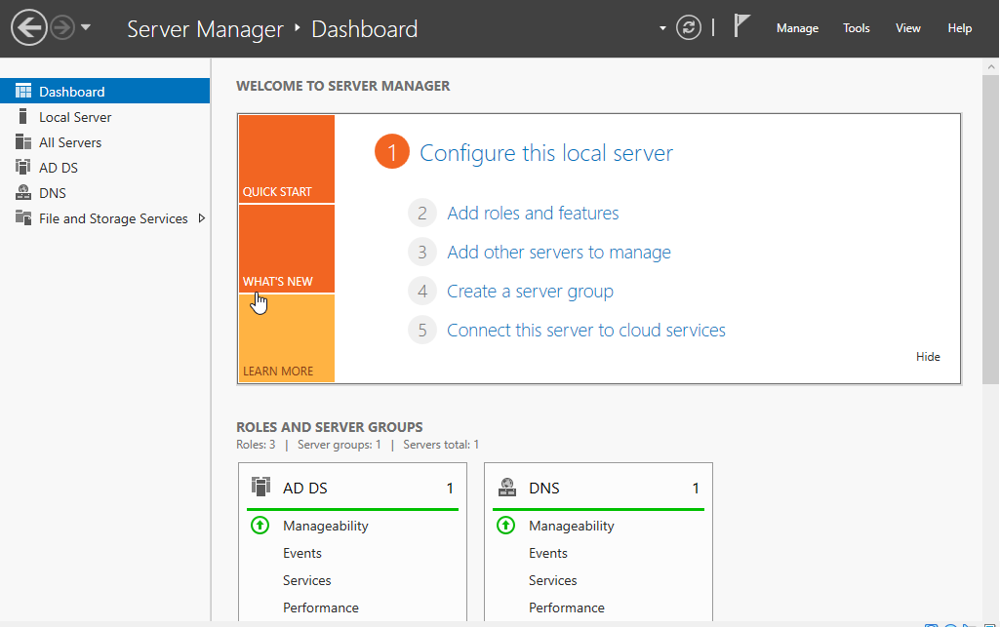 Server Manager ‣ Dashboard
Manage Tools View Help
Dashboard
Local Server
All Servers
AD DS
DNS
File and Storage Services
WELCOME TO SERVER MANAGER
QUICK START
WHAT'S NEW
LEARN MORE
1 Configure this local server
2 Add roles and features
3 Add other servers to manage
4 Create a server group
5 Connect this server to cloud services
Hide
ROLES AND SERVER GROUPS
Roles: 3 | Server groups: 1 | Servers total: 1
AD DS 1
Manageability
Events
Services
Performance
DNS 1
Manageability
Events
Services
Performance